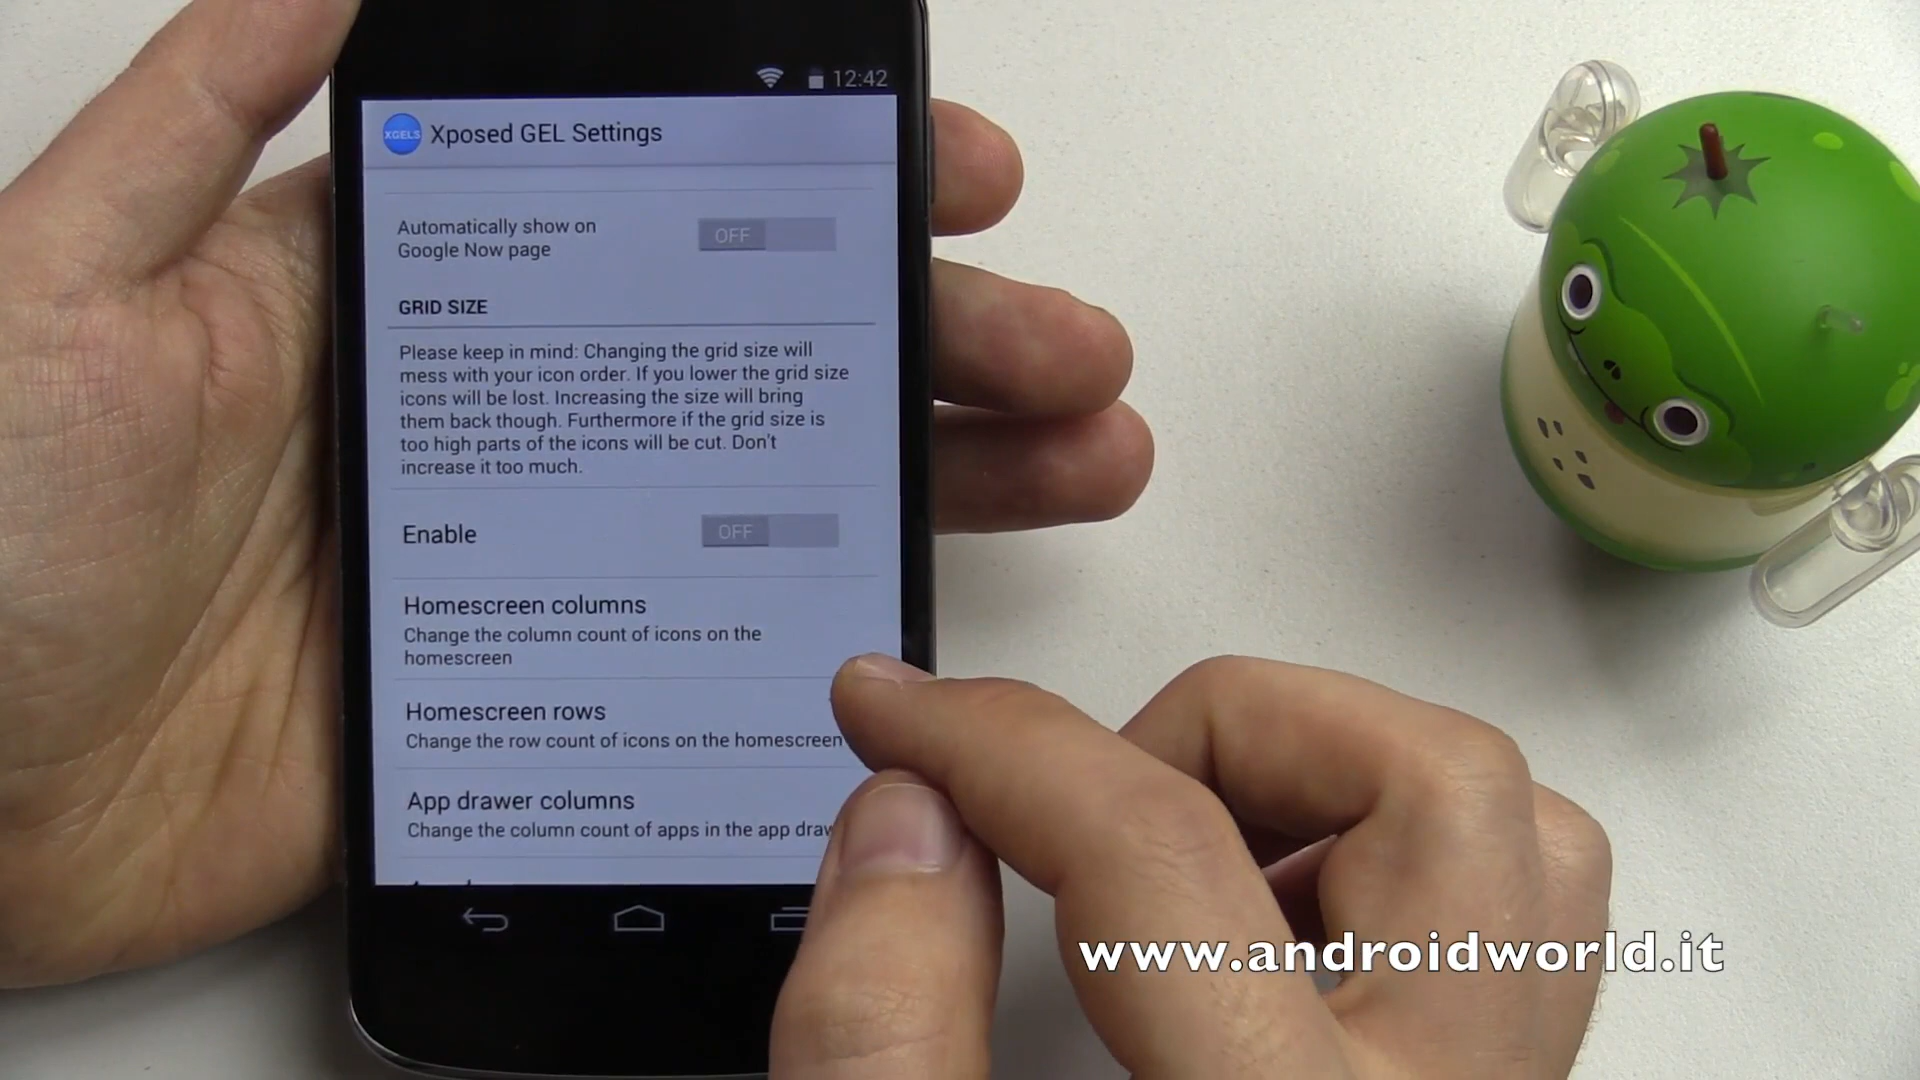 12:42
XGELS Xposed GEL Settings
Automatically show on
Google Now page
OFF
GRID SIZE
Please keep in mind: Changing the grid size will
mess with your icon order. If you lower the grid size
icons will be lost. Increasing the size will bring
them back though. Furthermore if the grid size is
too high parts of the icons will be cut. Don't
increase it too much.
Enable OFF
Homescreen columns
Change the column count of icons on the
homescreen
Homescreen rows
Change the row count of icons on the homescreen
App drawer columns
Change the column count of apps in the app
www.androidworld.it